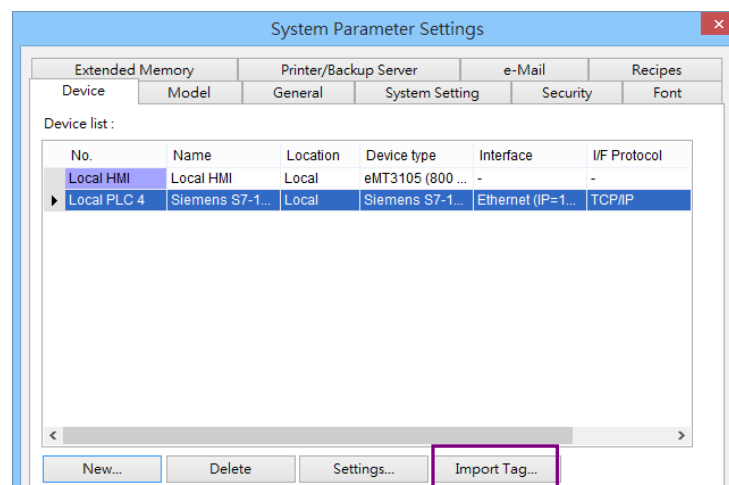 System Parameter Settings
Extended Memory Printer/Backup Server e-Mail Recipes
Device Model General System Setting Security Font
Device list :
No. Name Location Device type Interface I/F Protocol
Local HMI Local HMI Local eMT3105 (800 ... - -
Local PLC 4 Siemens S7-1... Local Siemens S7-1... Ethernet (IP=1... TCP/IP
New... Delete Settings... Import Tag...